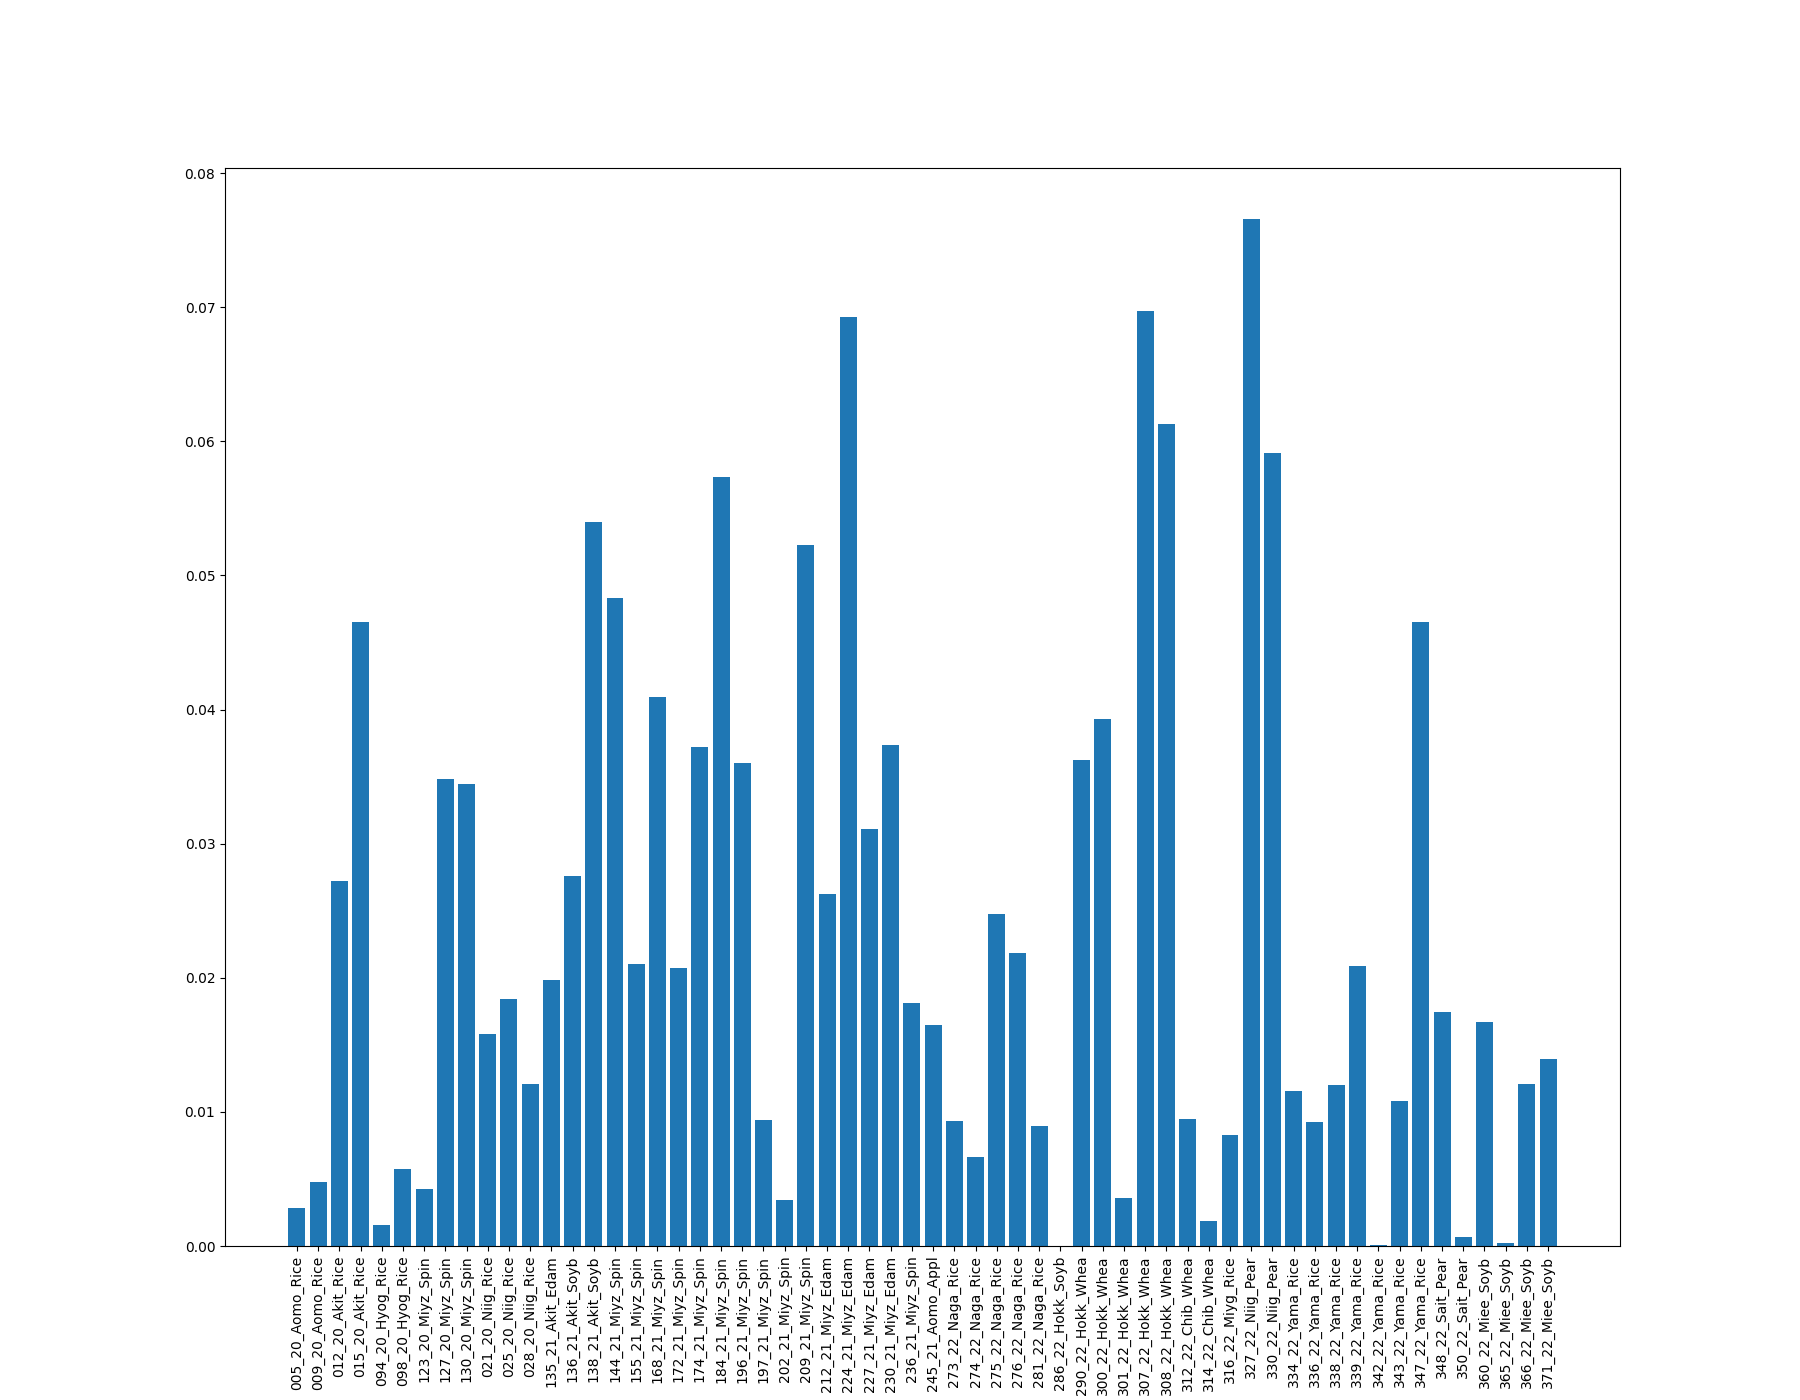 0.08
0.07
0.06
0.05
0.04
0.03
0.02
0.01
0.00
005_20_Aomo_Rice
009_20_Aomo_Rice
012_20_Akit_Rice
015_20_Akit_Rice
094_20_Hyog_Rice
098_20_Hyog_Rice
123_20_Miyz_Spin
127_20_Miyz_Spin
130_20_Miyz_Spin
021_20_Niig_Rice
025_20_Niig_Rice
028_20_Niig_Rice
135_21_Akit_Edam
136_21_Akit_Soyb
138_21_Akit_Soyb
144_21_Miyz_Spin
155_21_Miyz_Spin
168_21_Miyz_Spin
172_21_Miyz_Spin
174_21_Miyz_Spin
184_21_Miyz_Spin
196_21_Miyz_Spin
197_21_Miyz_Spin
202_21_Miyz_Spin
209_21_Miyz_Spin
212_21_Miyz_Edam
224_21_Miyz_Edam
227_21_Miyz_Edam
230_21_Miyz_Edam
236_21_Miyz_Spin
245_21_Aomo_Appl
273_22_Naga_Rice
274_22_Naga_Rice
275_22_Naga_Rice
276_22_Naga_Rice
281_22_Naga_Rice
286_22_Hokk_Soyb
290_22_Hokk_Whea
300_22_Hokk_Whea
301_22_Hokk_Whea
307_22_Hokk_Whea
308_22_Hokk_Whea
312_22_Chib_Whea
314_22_Chib_Whea
316_22_Miyg_Rice
327_22_Niig_Pear
330_22_Niig_Pear
334_22_Yama_Rice
336_22_Yama_Rice
338_22_Yama_Rice
339_22_Yama_Rice
342_22_Yama_Rice
343_22_Yama_Rice
347_22_Yama_Rice
348_22_Sait_Pear
350_22_Sait_Pear
360_22_Miee_Soyb
365_22_Miee_Soyb
366_22_Miee_Soyb
371_22_Miee_Soyb